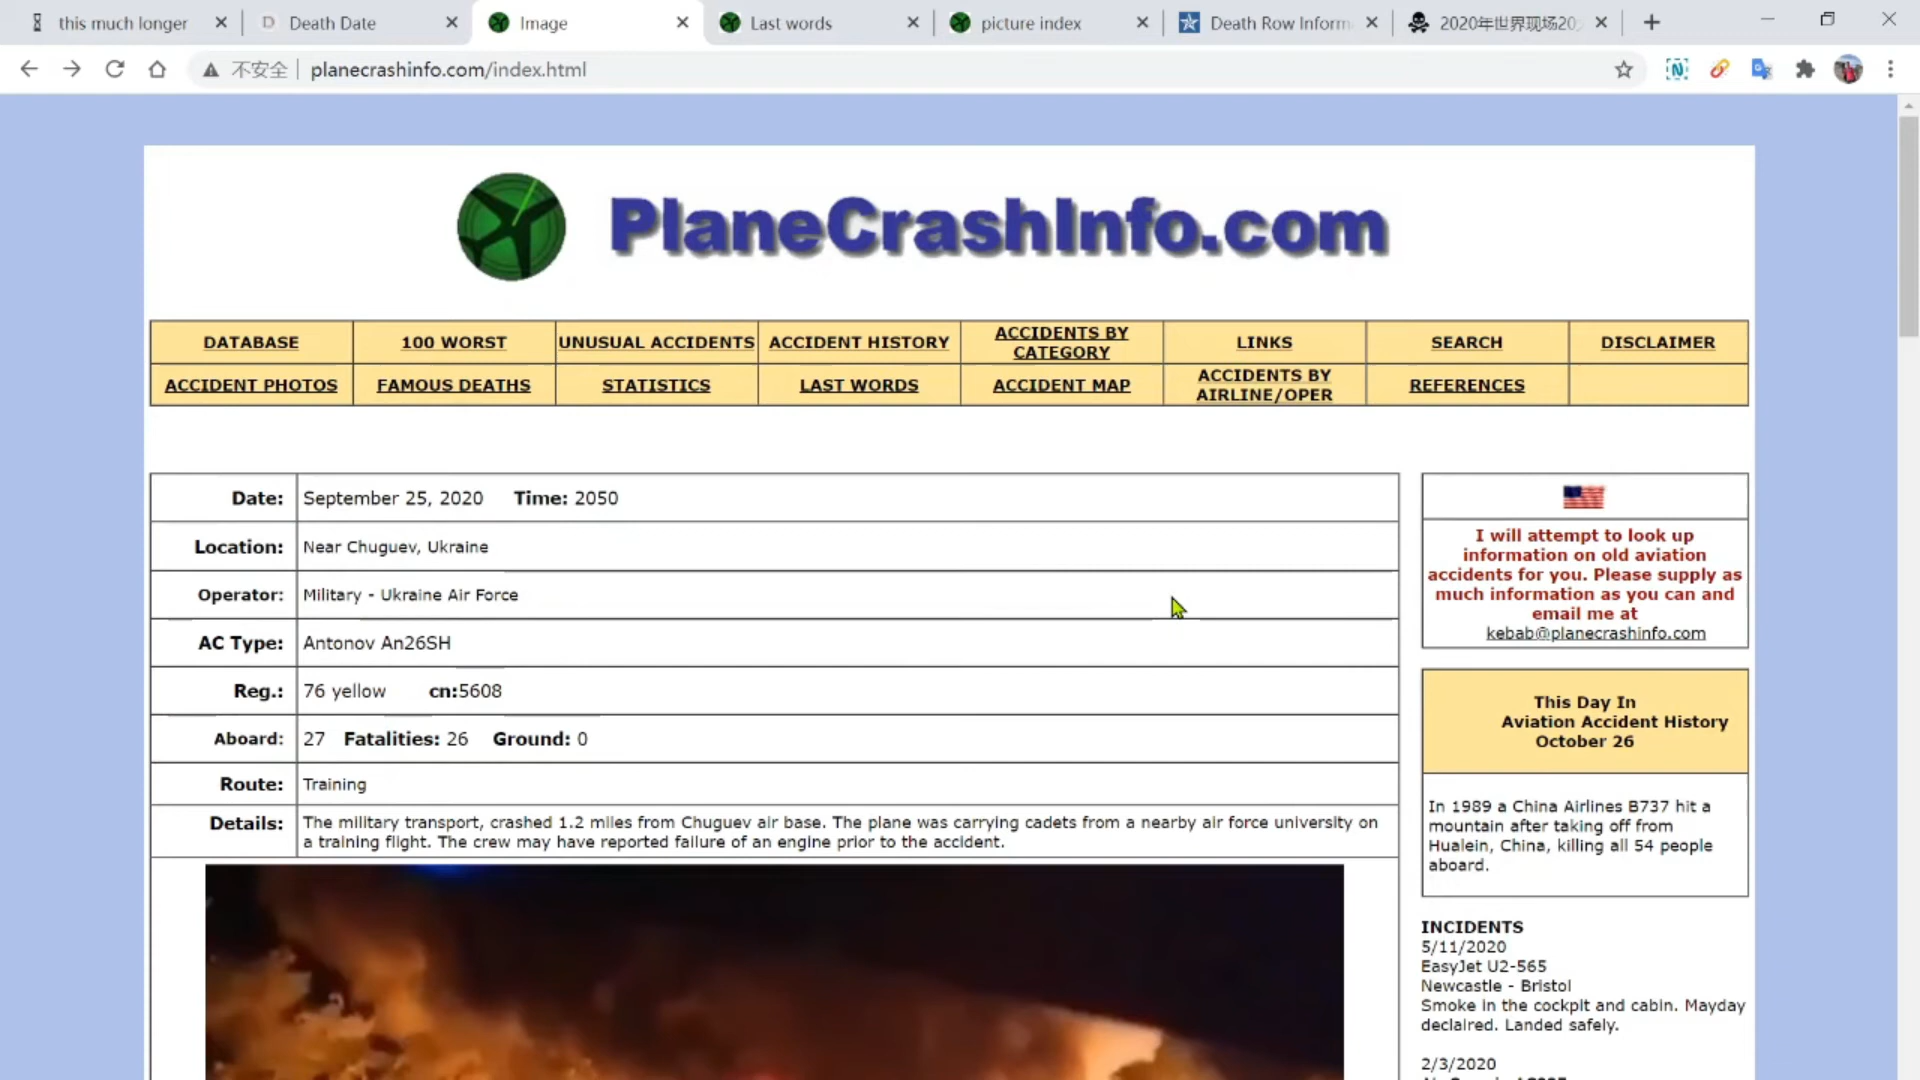 this much longer
Death Date
Image
Last words
picture index
Death Row Inform
2020年世界现场20
不安全
planecrashinfo.com/index.html
PlaneCrashInfo.com
DATABASE
100 WORST
UNUSUAL ACCIDENTS
ACCIDENT HISTORY
ACCIDENTS BY
CATEGORY
LINKS
SEARCH
DISCLAIMER
ACCIDENT PHOTOS
FAMOUS DEATHS
STATISTICS
LAST WORDS
ACCIDENT MAP
ACCIDENTS BY
AIRLINE/OPER
REFERENCES
Date: September 25, 2020 Time: 2050
Location: Near Chuguev, Ukraine
Operator: Military - Ukraine Air Force
AC Type: Antonov An26SH
Reg.: 76 yellow cn:5608
Aboard: 27 Fatalities: 26 Ground: 0
Route: Training
Details: The military transport, crashed 1.2 miles from Chuguev air base. The plane was carrying cadets from a nearby air force university on
a training flight. The crew may have reported failure of an engine prior to the accident.
I will attempt to look up
information on old aviation
accidents for you. Please supply as
much information as you can and
email me at
kebab@planecrashinfo.com
This Day In
Aviation Accident History
October 26
In 1989 a China Airlines B737 hit a
mountain after taking off from
Hualein, China, killing all 54 people
aboard.
INCIDENTS
5/11/2020
EasyJet U2-565
Newcastle - Bristol
Smoke in the cockpit and cabin. Mayday
declaired. Landed safely.
2/3/2020